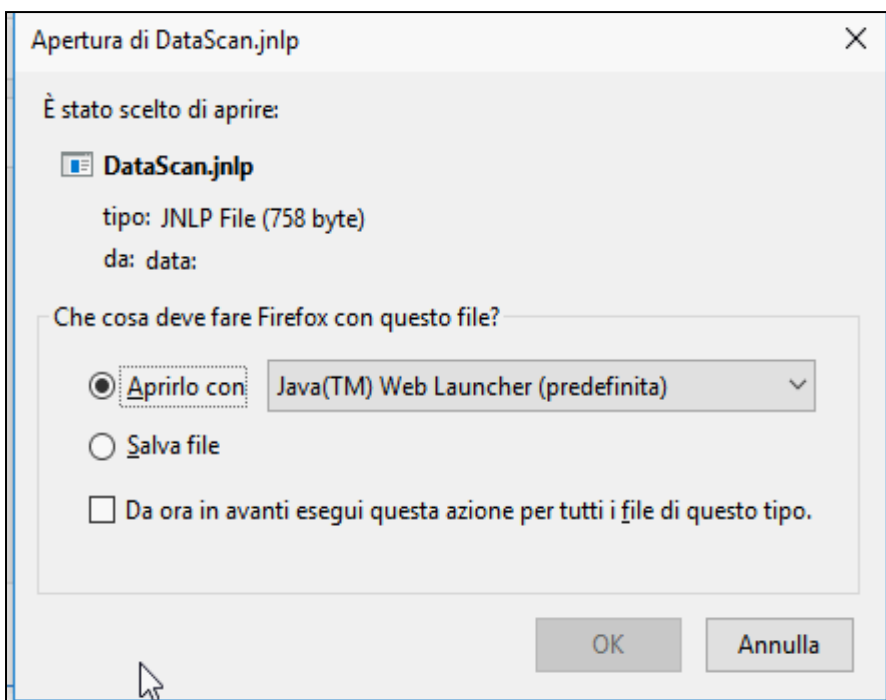 Apertura di DataScan.jnlp
È stato scelto di aprire:
DataScan.jnlp
tipo: JNLP File (758 byte)
da: data:
Che cosa deve fare Firefox con questo file?
Aprirlo con Java(TM) Web Launcher (predefinita)
Salva file
Da ora in avanti esegui questa azione per tutti i file di questo tipo.
OK Annulla